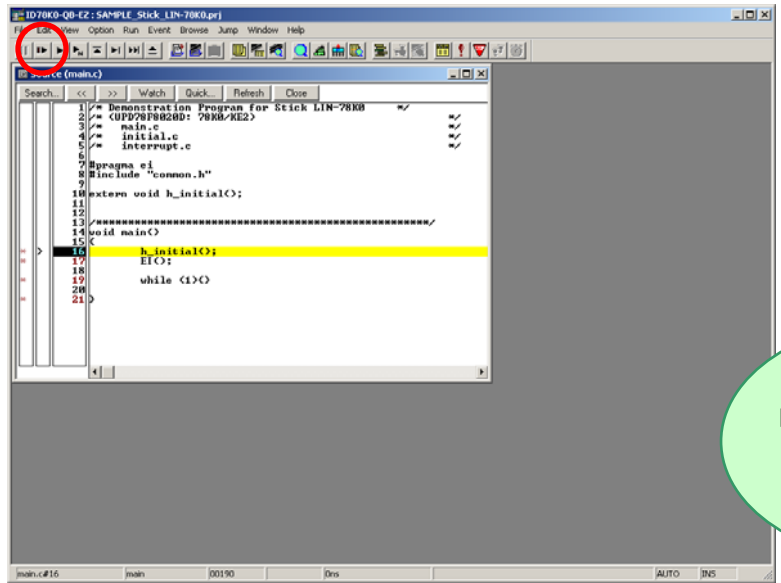 ID78K0-QB-EZ : SAMPLE_Stick_LIN-78K0.prj
File Edit View Option Run Event Browse Jump Window Help
Source (main.c)
Search... << >> Watch Quick... Refresh Close
1 /* Demonstration Program for Stick LIN-78K0 */
2 /* (UPD78F8020D: 78K0/KE2) */
3 /* main.c */
4 /* initial.c */
5 /* interrupt.c
6
7 #pragma ei
8 #include "common.h"
9
10 extern void h_initial();
11
12
13 /****************************************************/
14 void main()
15 {
* > 16 h_initial();
* 17 EI();
18
* 19 while (1){}
20
* 21 }
main.c#16 main 00190 0ns AUTO INS